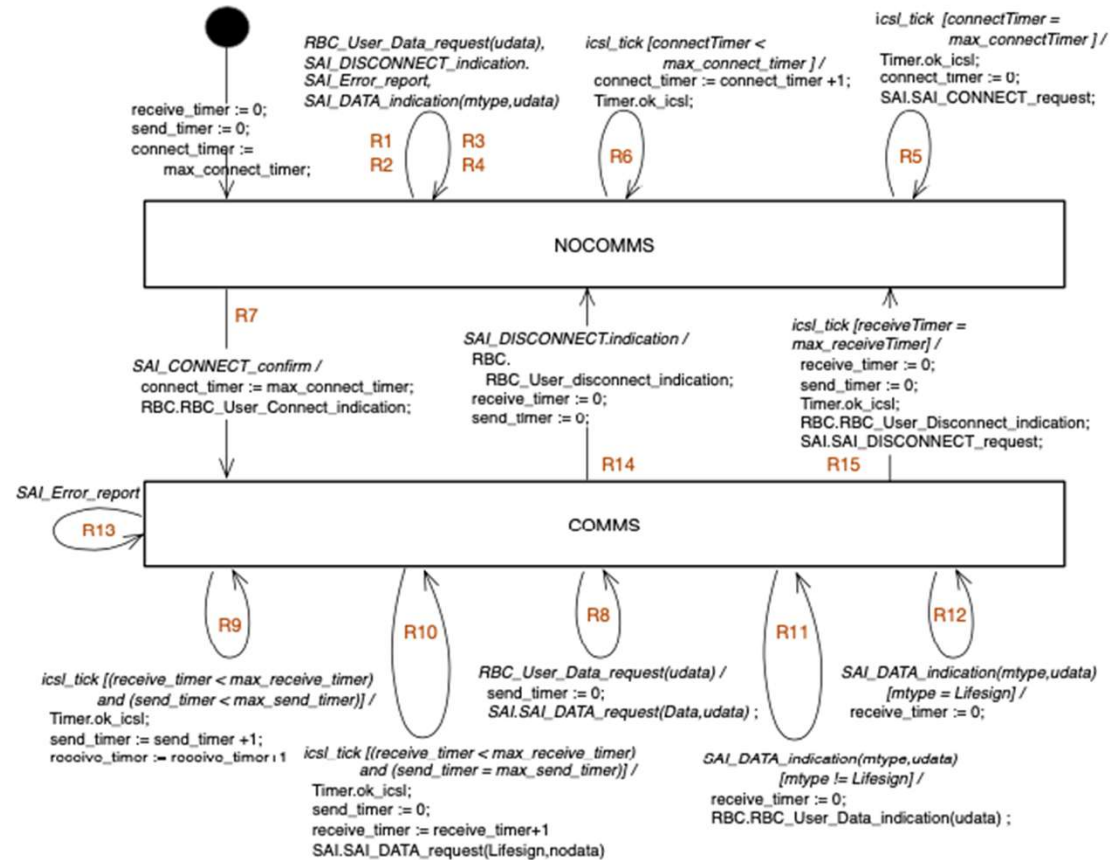 receive_timer := 0;
send_timer := 0;
connect_timer :=
max_connect_timer;
RBC_User_Data_request(udata),
SAI_DISCONNECT_indication.
SAI_Error_report,
SAI_DATA_indication(mtype,udata)
R1
R3
R2
R4
icsl_tick [connectTimer <
max_connect_timer ] /
connect_timer := connect_timer +1;
Timer.ok_icsl;
R6
icsl_tick [connectTimer =
max_connectTimer ] /
Timer.ok_icsl;
connect_timer := 0;
SAI.SAI_CONNECT_request;
R5
NOCOMMS
R7
SAI_CONNECT_confirm /
connect_timer := max_connect_timer;
RBC.RBC_User_Connect_indication;
SAI_DISCONNECT.indication /
RBC.
RBC_User_disconnect_indication;
receive_timer := 0;
send_timer := 0;
R14
icsl_tick [receiveTimer =
max_receiveTimer] /
receive_timer := 0;
send_timer := 0;
Timer.ok_icsl;
RBC.RBC_User_Disconnect_indication;
SAI.SAI_DISCONNECT_request;
R15
SAI_Error_report
R13
COMMS
R9
icsl_tick [(receive_timer < max_receive_timer)
and (send_timer < max_send_timer)] /
Timer.ok_icsl;
send_timer := send_timer +1;
receive_timer := receive_timer+1
R10
icsl_tick [(receive_timer < max_receive_timer)
and (send_timer = max_send_timer)] /
Timer.ok_icsl;
send_timer := 0;
receive_timer := receive_timer+1
SAI.SAI_DATA_request(Lifesign,nodata)
R8
RBC_User_Data_request(udata) /
send_timer := 0;
SAI.SAI_DATA_request(Data,udata) ;
R11
SAI_DATA_indication(mtype,udata)
[mtype != Lifesign] /
receive_timer := 0;
RBC.RBC_User_Data_indication(udata) ;
R12
SAI_DATA_indication(mtype,udata)
[mtype = Lifesign] /
receive_timer := 0;